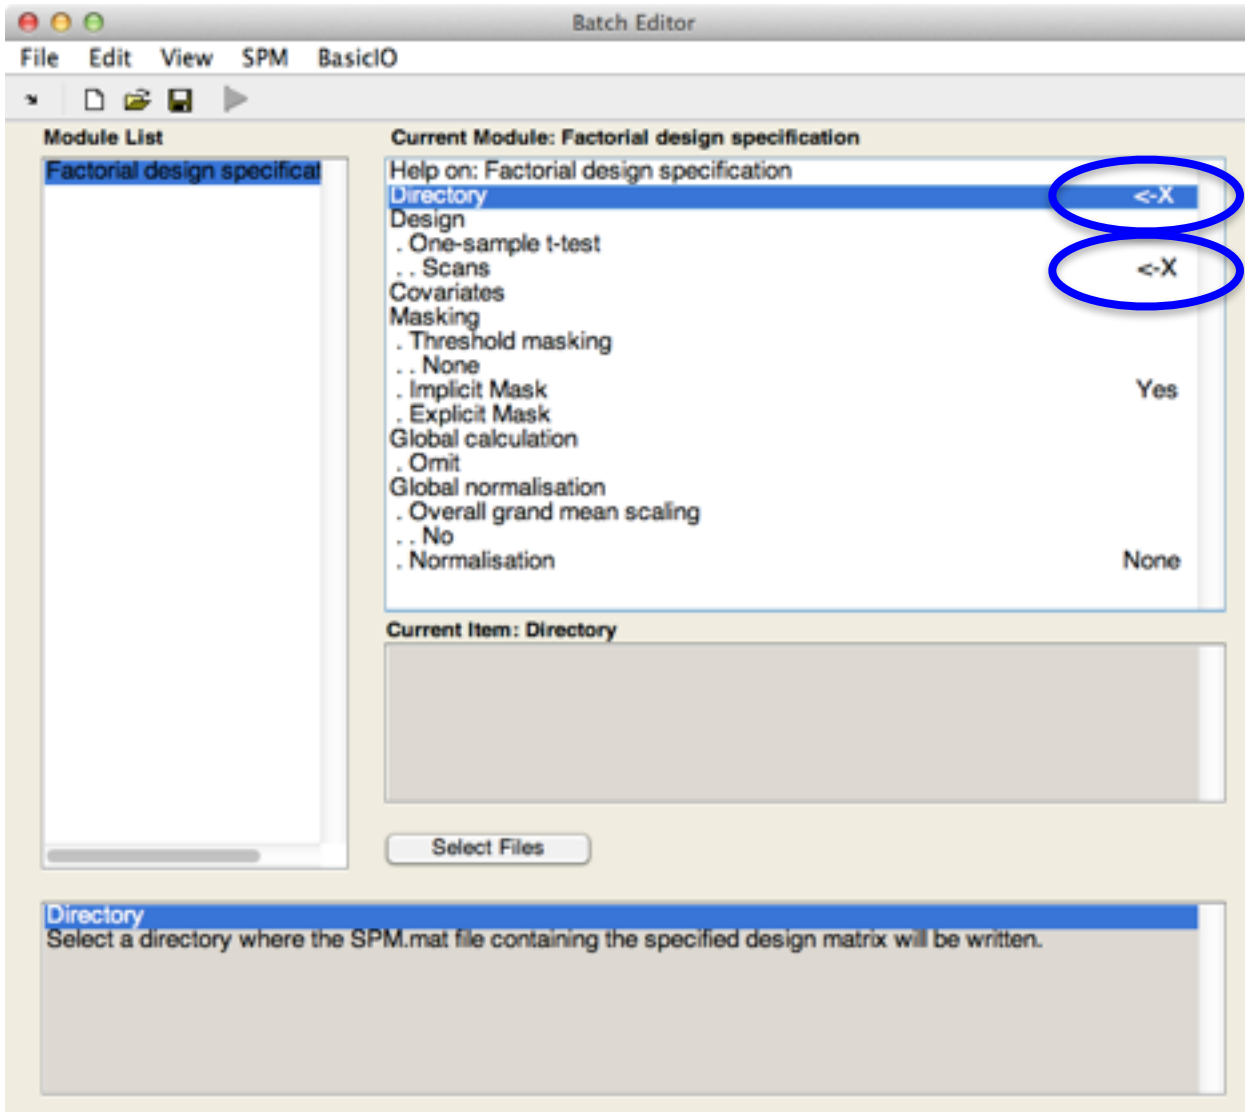 Batch Editor
File Edit View SPM BasicIO
Module List
Factorial design specificat
Current Module: Factorial design specification
Help on: Factorial design specification
Directory <-X
Design
. One-sample t-test
. . Scans <-X
Covariates
Masking
. Threshold masking
. . None
. Implicit Mask Yes
. Explicit Mask
Global calculation
. Omit
Global normalisation
. Overall grand mean scaling
. . No
. Normalisation None
Current Item: Directory
Select Files
Directory
Select a directory where the SPM.mat file containing the specified design matrix will be written.